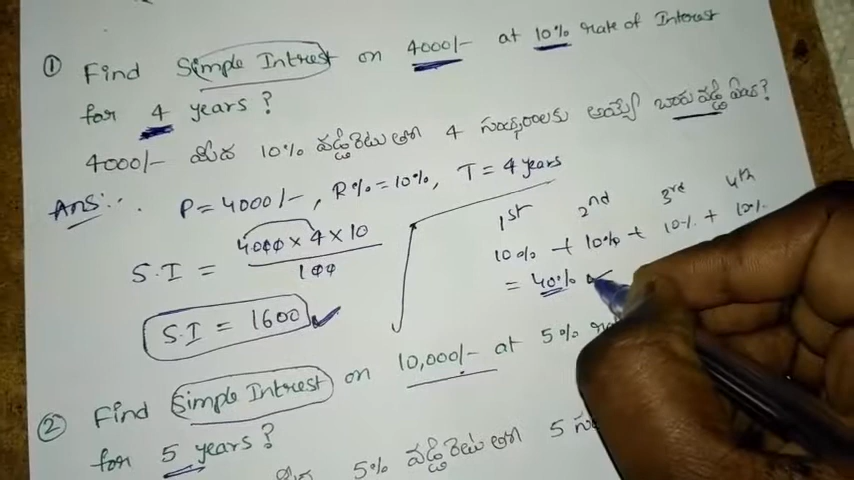 ① Find Simple Intrest on 4000/- at 10% rate of Interest
for 4 years ?
4000/- మీద 10% వడ్డీరేటు తో 4 సంవత్సరాలకు అయ్యే బారువడ్డీ ?
Ans:- P = 4000/- , R% = 10%, T = 4 years
S.I = 4000 × 4 × 10
100
S.I = 1600
1st 2nd 3rd 4th
10% + 10% + 10% + 10%
= 40%
② Find Simple Intrest on 10,000/- at 5%
for 5 years ?
5% వడ్డీరేటు 5